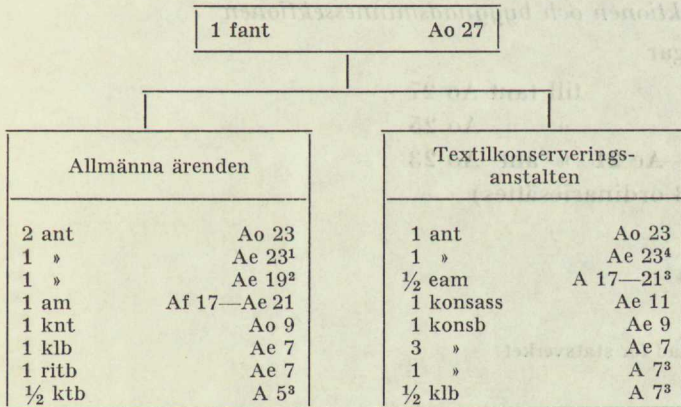 1 fant Ao 27
Allmänna ärenden
2 ant Ao 23
1 » Ae 23¹
1 » Ae 19²
1 am Af 17—Ae 21
1 knt Ao 9
1 klb Ae 7
1 ritb Ae 7
½ ktb A 5³
Textilkonserverings-
anstalten
1 ant Ao 23
1 » Ae 23⁴
½ eam A 17—21³
1 konsass Ae 11
1 konsb Ae 9
3 » Ae 7
1 » A 7³
½ klb A 7³